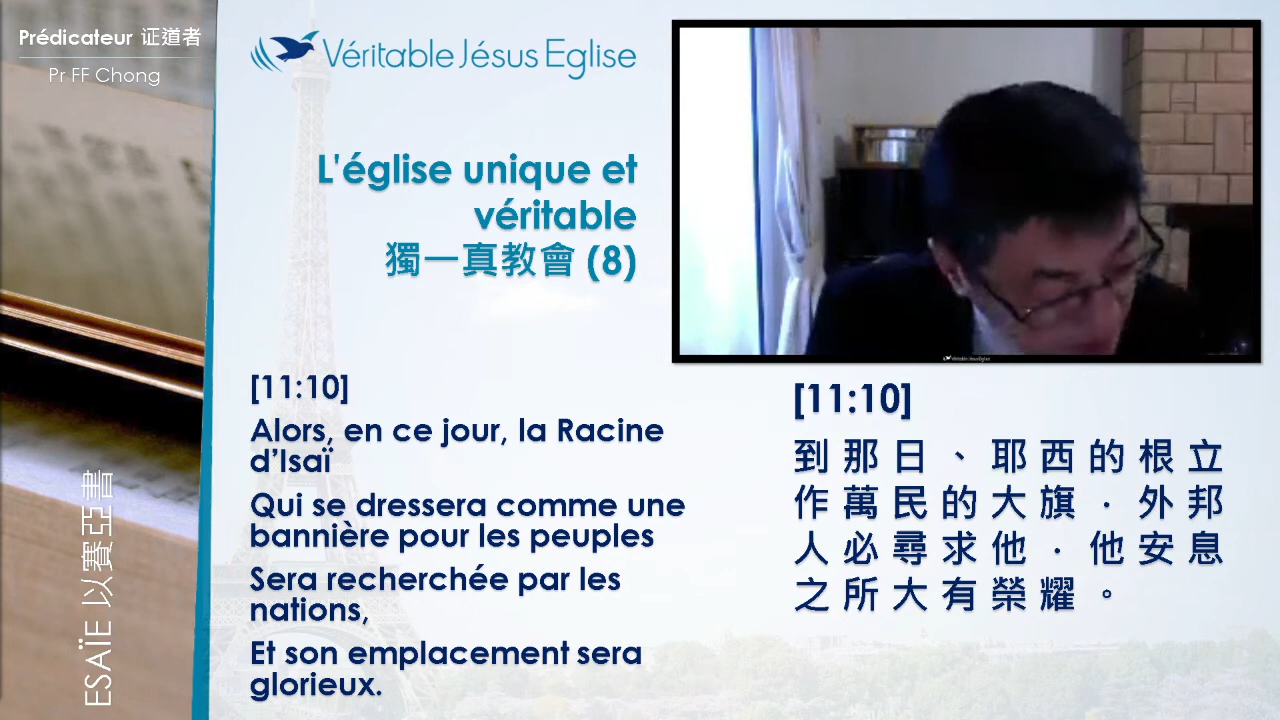 Prédicateur 证道者
Pr FF Chong
Véritable Jésus Eglise
L'église unique et
véritable
獨一真教會 (8)
[11:10]
Alors, en ce jour, la Racine
d’Isaï
Qui se dressera comme une
bannière pour les peuples
Sera recherchée par les
nations,
Et son emplacement sera
glorieux.
[11:10]
到那日、耶西的根立
作萬民的大旗．外邦
人必尋求他．他安息
之所大有榮耀。
ESAÏE 以賽亞書
Véritable Jésus Eglise